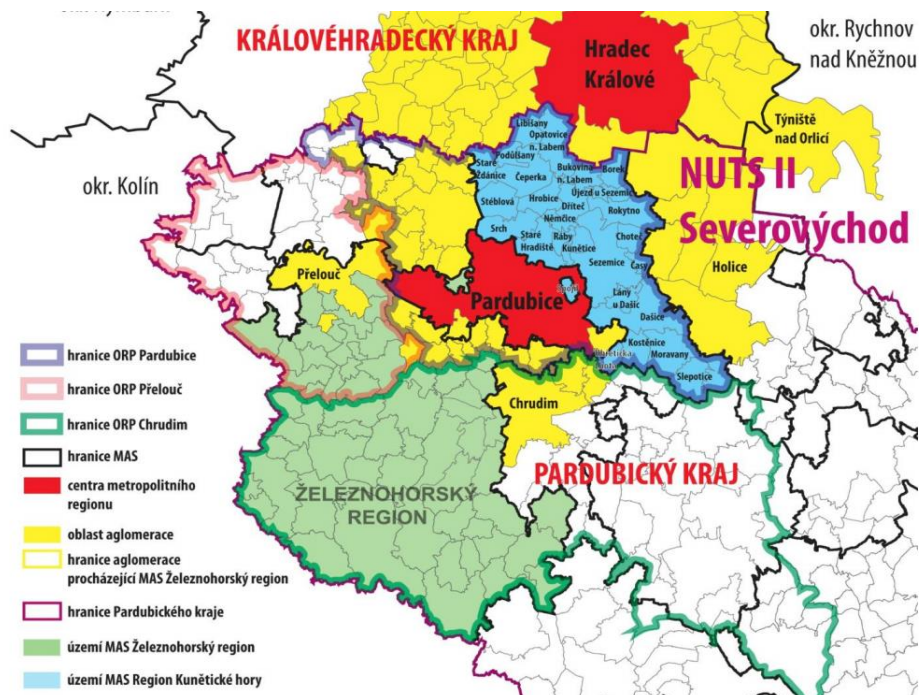 KRÁLOVÉHRADECKÝ KRAJ
Hradec
Králové
okr. Rychnov
nad Kněžnou
Týniště
nad Orlicí
okr. Kolín
NUTS II
Severovýchod
Libišany
Opatovice
n. Labem
Podůlšany
Staré
Ždánice
Čeperka
Bukovina
n. Labem
Borek
Újezd u Sezemic
Stéblová
Hrobice
Dříteč
Rokytno
Němčice
Srch
Staré
Hradiště
Ráby
Kunětice
Choteč
Sezemice
Časy
Holice
Přelouč
Pardubice
Spojil
Lány
u Dašic
Dašice
Kostěnice
Moravany
Slepotice
Chrudim
PARDUBICKÝ KRAJ
ŽELEZNOHORSKÝ
REGION
hranice ORP Pardubice
hranice ORP Přelouč
hranice ORP Chrudim
hranice MAS
centra metropolitního
regionu
oblast aglomerace
hranice aglomerace
procházející MAS Železnohorský region
hranice Pardubického kraje
území MAS Železnohorský region
území MAS Region Kunětické hory